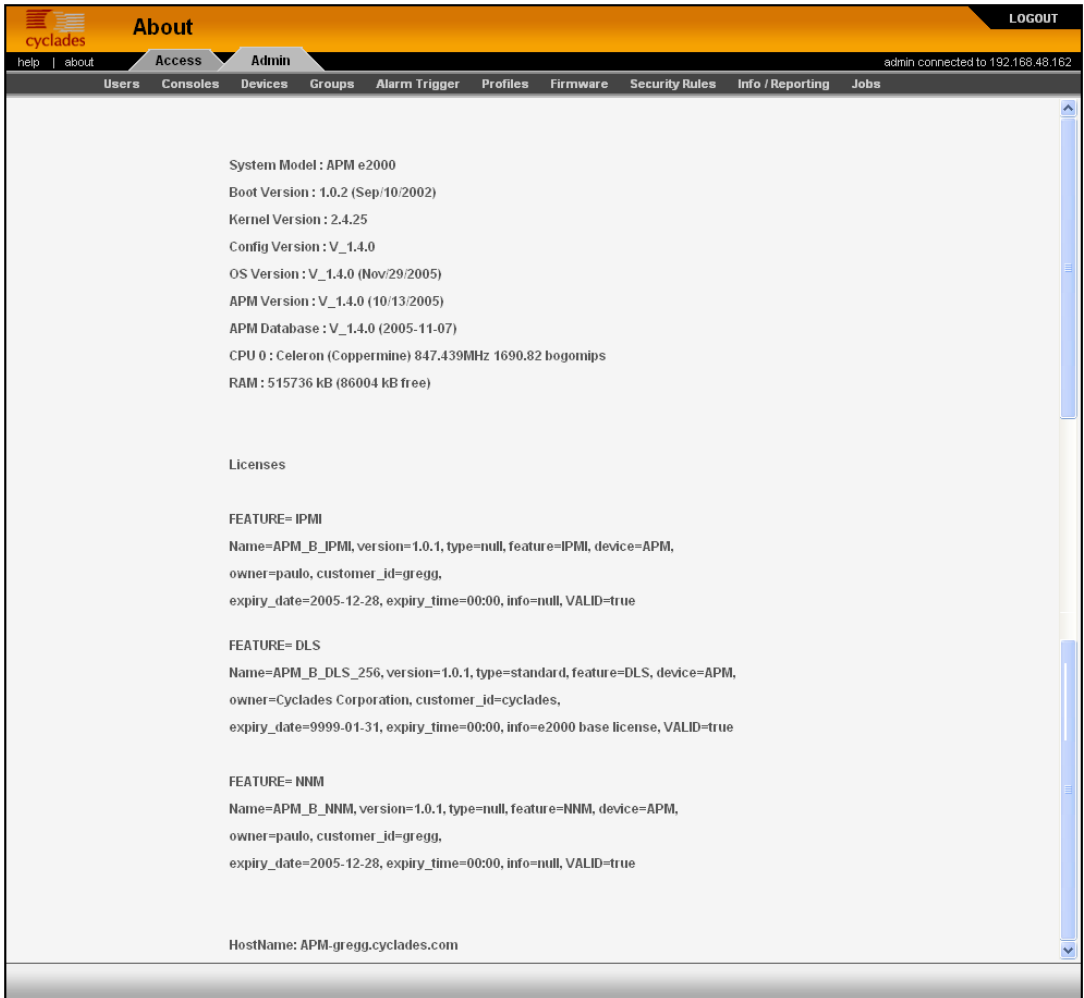 cyclades
About
LOGOUT
help | about
Access
Admin
admin connected to 192.168.48.162
Users Consoles Devices Groups Alarm Trigger Profiles Firmware Security Rules Info / Reporting Jobs
System Model : APM e2000
Boot Version : 1.0.2 (Sep/10/2002)
Kernel Version : 2.4.25
Config Version : V_1.4.0
OS Version : V_1.4.0 (Nov/29/2005)
APM Version : V_1.4.0 (10/13/2005)
APM Database : V_1.4.0 (2005-11-07)
CPU 0 : Celeron (Coppermine) 847.439MHz 1690.82 bogomips
RAM : 515736 kB (86004 kB free)
Licenses
FEATURE= IPMI
Name=APM_B_IPMI, version=1.0.1, type=null, feature=IPMI, device=APM,
owner=paulo, customer_id=gregg,
expiry_date=2005-12-28, expiry_time=00:00, info=null, VALID=true
FEATURE= DLS
Name=APM_B_DLS_256, version=1.0.1, type=standard, feature=DLS, device=APM,
owner=Cyclades Corporation, customer_id=cyclades,
expiry_date=9999-01-31, expiry_time=00:00, info=e2000 base license, VALID=true
FEATURE= NNM
Name=APM_B_NNM, version=1.0.1, type=null, feature=NNM, device=APM,
owner=paulo, customer_id=gregg,
expiry_date=2005-12-28, expiry_time=00:00, info=null, VALID=true
HostName: APM-gregg.cyclades.com